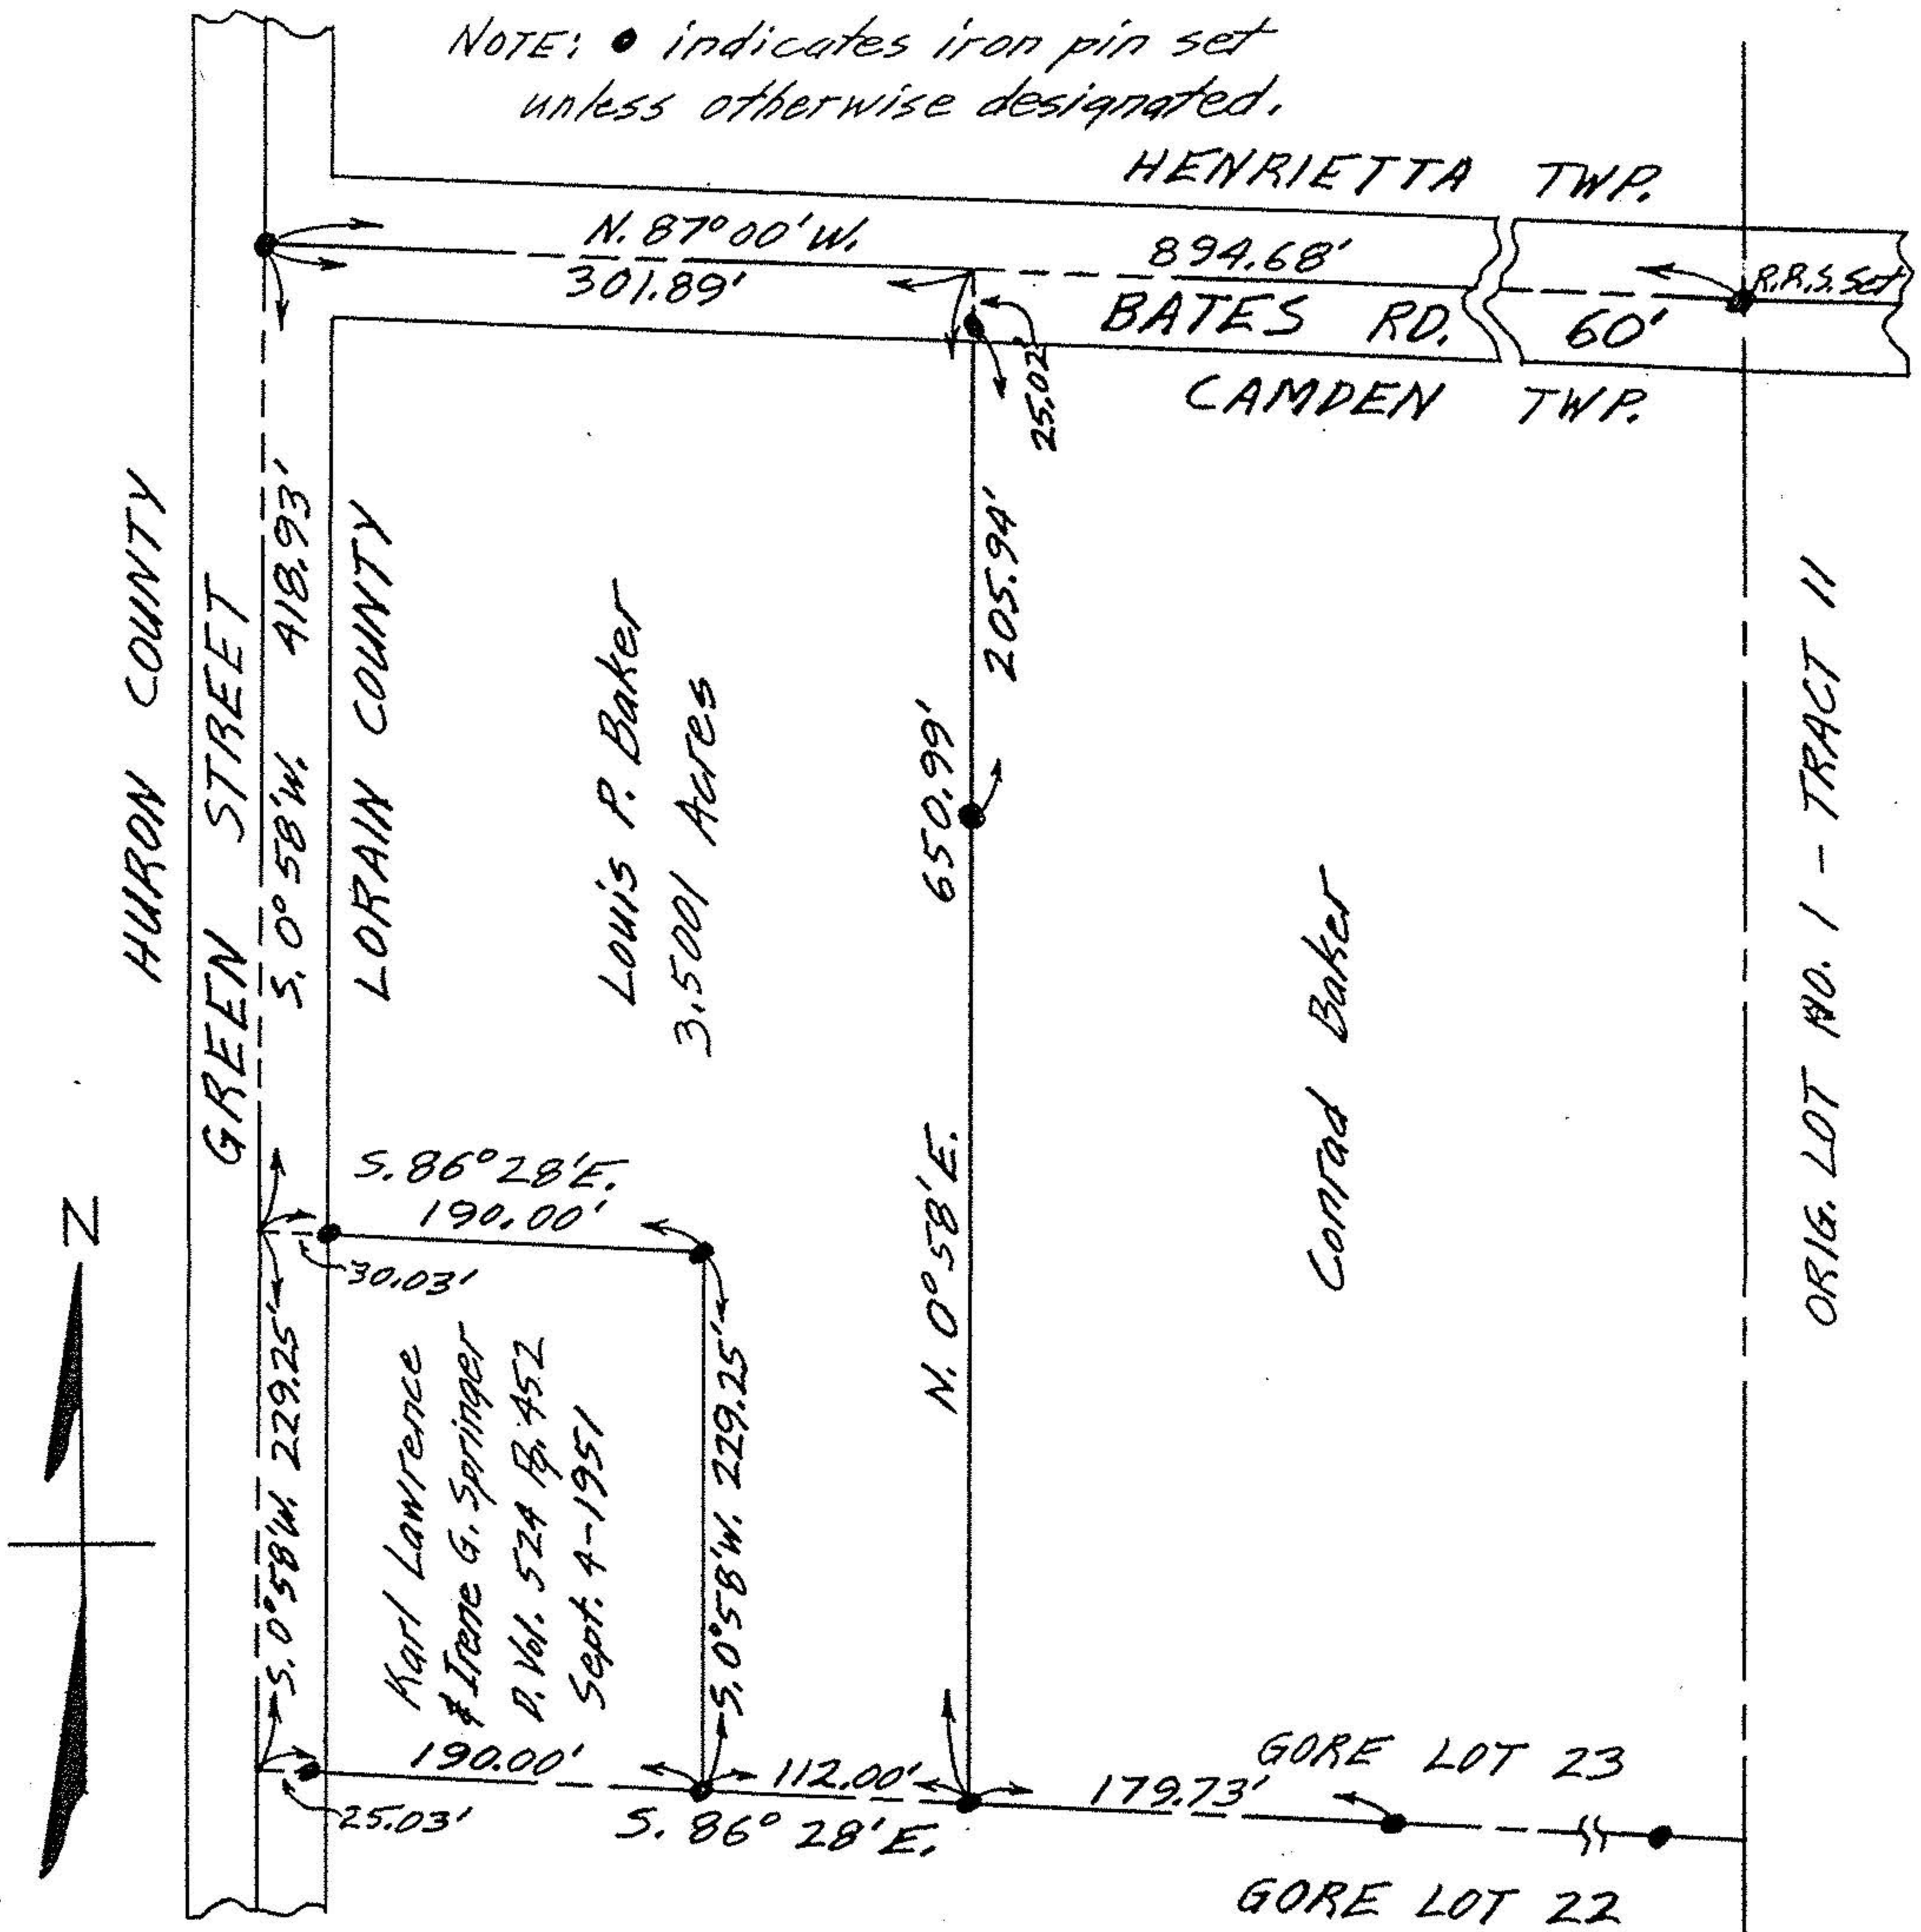 NOTE: ● indicates iron pin set
unless otherwise designated.
HENRIETTA TWP.
N. 87°00' W.
301.89'
894.68'
R.R.S. Set
BATES RD.
60'
25.02'
CAMDEN TWP.
HURON COUNTY
GREEN STREET
S. 0° 58' W. 418.93'
LORAIN COUNTY
Louis P. Baker
3.5001 Acres
205.94'
650.99'
N. 0° 58' E.
Conrad Baker
ORIG. LOT NO. 1 - TRACT 11
S. 86° 28' E.
190.00'
30.03'
N
S. 0° 58' W. 229.25'
Karl Lawrence
& Irene G. Springer
D. Vol. 524 Pg. 452
Sept. 4-1951
S. 0° 58' W. 229.25'
190.00'
112.00'
179.73'
25.03'
S. 86° 28' E.
GORE LOT 23
GORE LOT 22